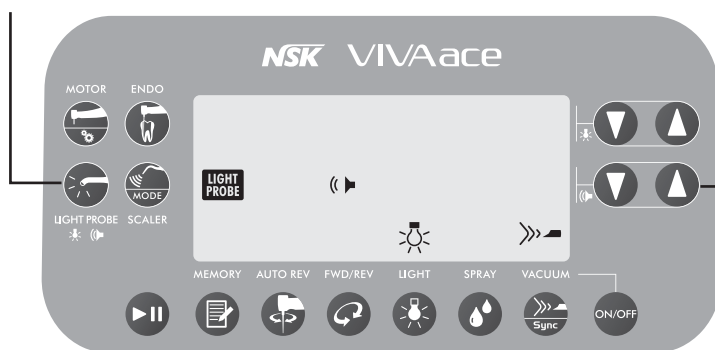 NSK VIVAace
MOTOR ENDO
MODE
LIGHT PROBE SCALER
LIGHT
PROBE
MEMORY AUTO REV FWD/REV LIGHT SPRAY VACUUM
Sync
ON/OFF